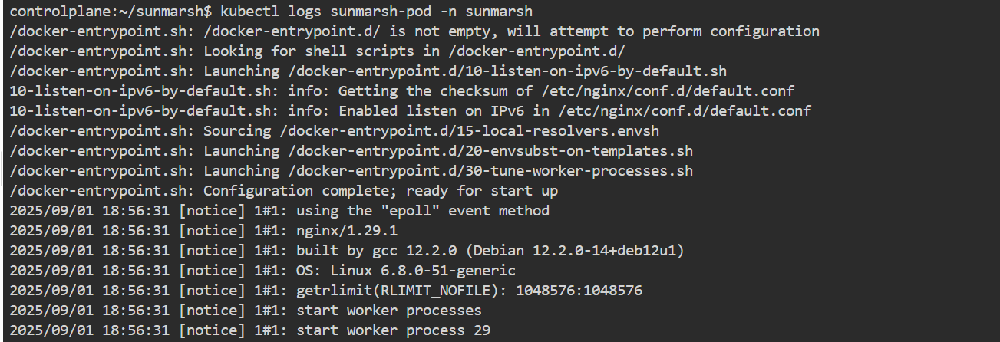 controlplane:~/sunmarsh$ kubectl logs sunmarsh-pod -n sunmarsh
/docker-entrypoint.sh: /docker-entrypoint.d/ is not empty, will attempt to perform configuration
/docker-entrypoint.sh: Looking for shell scripts in /docker-entrypoint.d/
/docker-entrypoint.sh: Launching /docker-entrypoint.d/10-listen-on-ipv6-by-default.sh
10-listen-on-ipv6-by-default.sh: info: Getting the checksum of /etc/nginx/conf.d/default.conf
10-listen-on-ipv6-by-default.sh: info: Enabled listen on IPv6 in /etc/nginx/conf.d/default.conf
/docker-entrypoint.sh: Sourcing /docker-entrypoint.d/15-local-resolvers.envsh
/docker-entrypoint.sh: Launching /docker-entrypoint.d/20-envsubst-on-templates.sh
/docker-entrypoint.sh: Launching /docker-entrypoint.d/30-tune-worker-processes.sh
/docker-entrypoint.sh: Configuration complete; ready for start up
2025/09/01 18:56:31 [notice] 1#1: using the "epoll" event method
2025/09/01 18:56:31 [notice] 1#1: nginx/1.29.1
2025/09/01 18:56:31 [notice] 1#1: built by gcc 12.2.0 (Debian 12.2.0-14+deb12u1)
2025/09/01 18:56:31 [notice] 1#1: OS: Linux 6.8.0-51-generic
2025/09/01 18:56:31 [notice] 1#1: getrlimit(RLIMIT_NOFILE): 1048576:1048576
2025/09/01 18:56:31 [notice] 1#1: start worker processes
2025/09/01 18:56:31 [notice] 1#1: start worker process 29